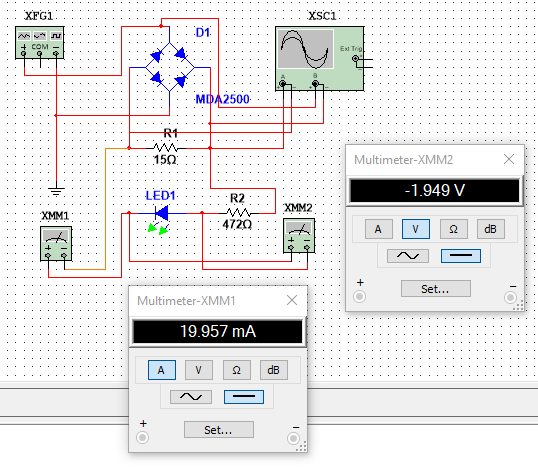 XFG1
COM
+ +
D1
MDA2500
XSC1
Ext Trig
+
A
B
+ - + -
R1
15Ω
LED1
R2
472Ω
XMM1
+ -
XMM2
+ -
Multimeter-XMM2
-1.949 V
A V Ω dB
+ -
Set...
Multimeter-XMM1
19.957 mA
A V Ω dB
+ -
Set...